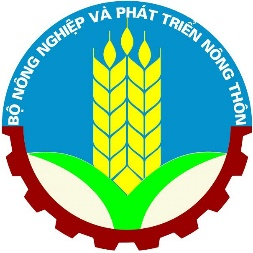 BỘ NÔNG NGHIỆP VÀ PHÁT TRIỂN NÔNG THÔN